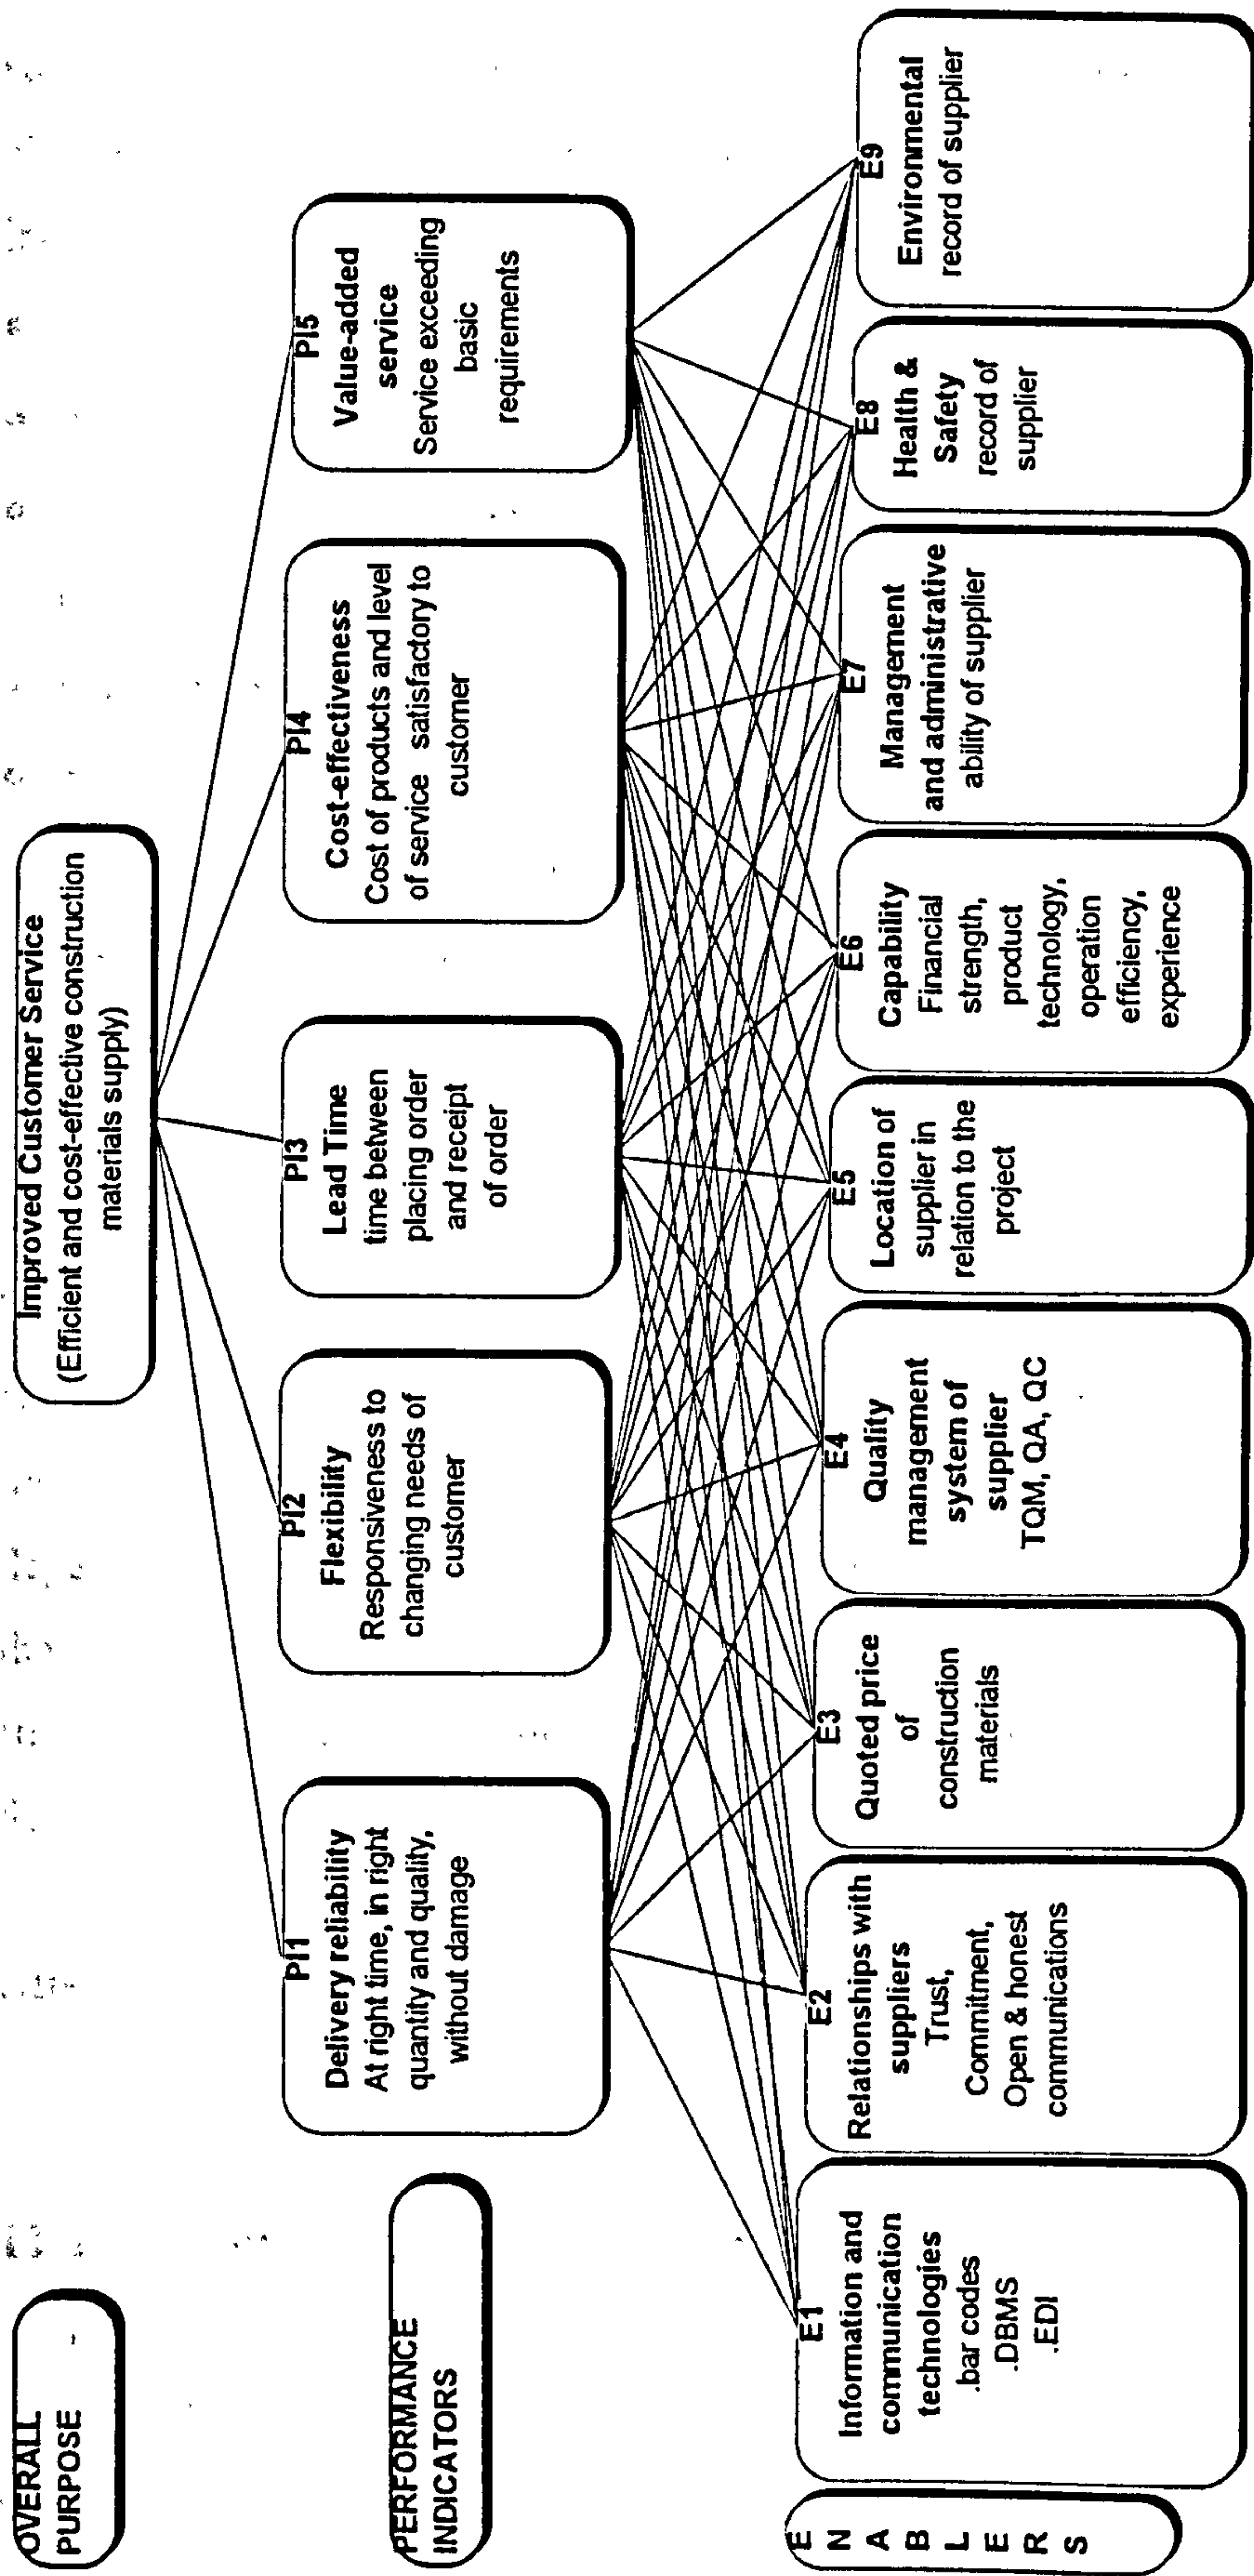 OVERALL
PURPOSE
Improved Customer Service
(Efficient and cost-effective construction
materials supply)
PERFORMANCE
INDICATORS
PI1
Delivery reliability
At right time, in right
quantity and quality,
without damage
PI2
Flexibility
Responsiveness to
changing needs of
customer
PI3
Lead Time
time between
placing order
and receipt
of order
PI4
Cost-effectiveness
Cost of products and level
of service satisfactory to
customer
PI5
Value-added
service
Service exceeding
basic
requirements
E
N
A
B
L
E
R
S
E1
Information and
communication
technologies
.bar codes
.DBMS
.EDI
E2
Relationships with
suppliers
Trust,
Commitment,
Open & honest
communications
E3
Quoted price
of
construction
materials
E4
Quality
management
system of
supplier
TQM, QA, QC
E5
Location of
supplier in
relation to the
project
E6
Capability
Financial
strength,
product
technology,
operation
efficiency,
experience
E7
Management
and administrative
ability of supplier
E8
Health &
Safety
record of
supplier
E9
Environmental
record of supplier